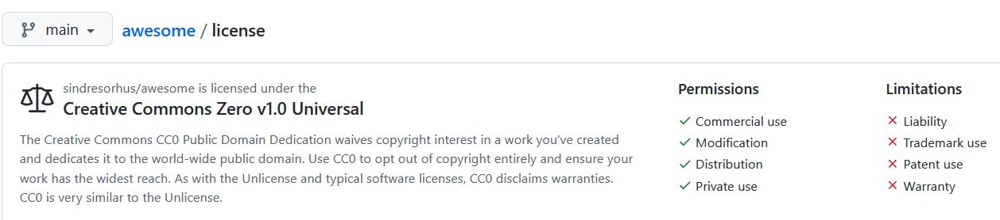 main
awesome / license
sindresorhus/awesome is licensed under the
Creative Commons Zero v1.0 Universal
The Creative Commons CC0 Public Domain Dedication waives copyright interest in a work you've created
and dedicates it to the world-wide public domain. Use CC0 to opt out of copyright entirely and ensure your
work has the widest reach. As with the Unlicense and typical software licenses, CC0 disclaims warranties.
CC0 is very similar to the Unlicense.
Permissions
Commercial use
Modification
Distribution
Private use
Limitations
Liability
Trademark use
Patent use
Warranty